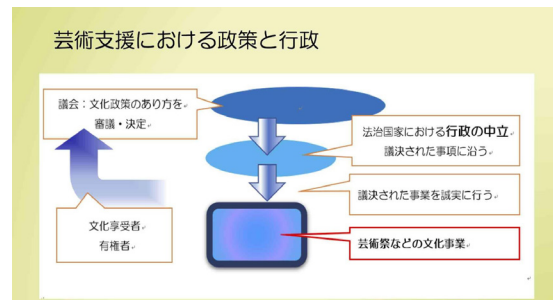 芸術支援における政策と行政
議会：文化政策のあり方を
審議・決定
法治国家における行政の中立
議決された事項に沿う
議決された事業を誠実に行う
文化享受者
有権者
芸術祭などの文化事業